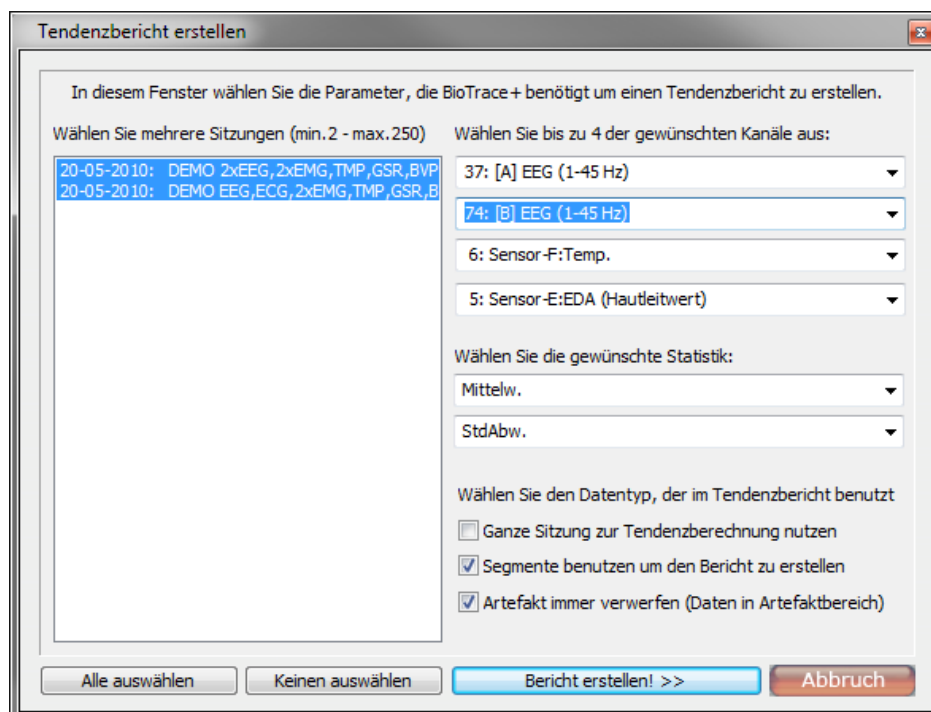 Tendenzbericht erstellen
In diesem Fenster wählen Sie die Parameter, die BioTrace+ benötigt um einen Tendenzbericht zu erstellen.
Wählen Sie mehrere Sitzungen (min.2 - max.250)
20-05-2010: DEMO 2xEEG,2xEMG,TMP,GSR,BVP
20-05-2010: DEMO EEG,ECG,2xEMG,TMP,GSR,B
Wählen Sie bis zu 4 der gewünschten Kanäle aus:
37: [A] EEG (1-45 Hz)
74: [B] EEG (1-45 Hz)
6: Sensor-F:Temp.
5: Sensor-E:EDA (Hautleitwert)
Wählen Sie die gewünschte Statistik:
Mittelw.
StdAbw.
Wählen Sie den Datentyp, der im Tendenzbericht benutzt
Ganze Sitzung zur Tendenzberechnung nutzen
Segmente benutzen um den Bericht zu erstellen
Artefakt immer verwerfen (Daten in Artefaktbereich)
Alle auswählen
Keinen auswählen
Bericht erstellen! >>
Abbruch